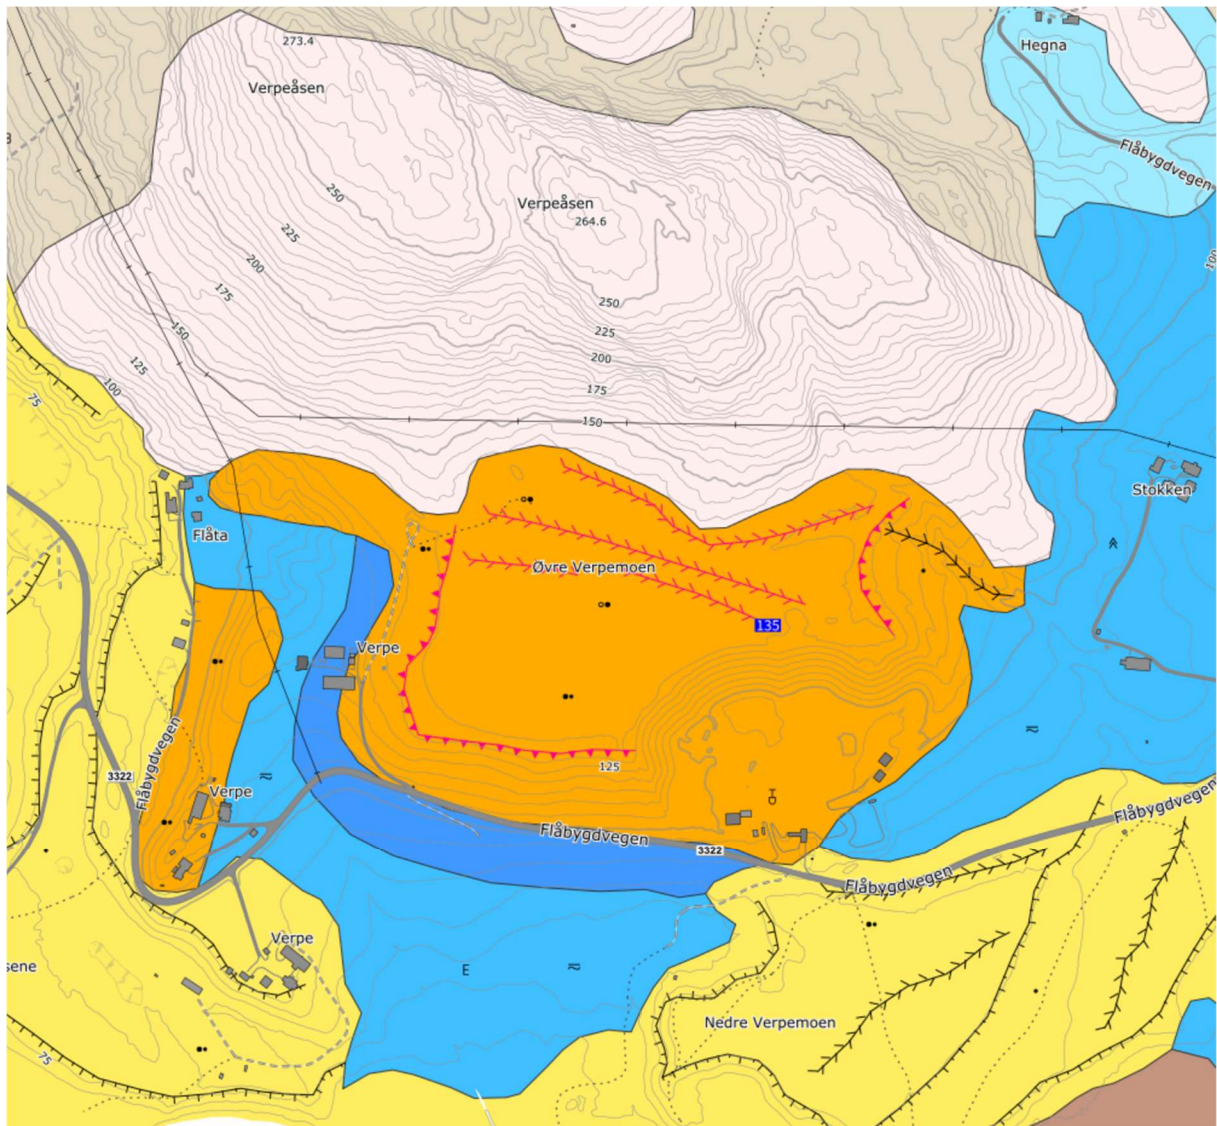 Hegna
273.4
Verpeåsen
Flåbygdvegen
250
Verpeåsen
264.6
225
100
200
175
250
150
225
125
200
100
175
75
150
Stokken
Flåta
Øvre Verpemoen
135
Verpe
Flåbygdvegen
3322
125
Verpe
Flåbygdvegen
Flåbygdvegen
3322
Flåbygdvegen
Verpe
sene
E
Nedre Verpemoen
75